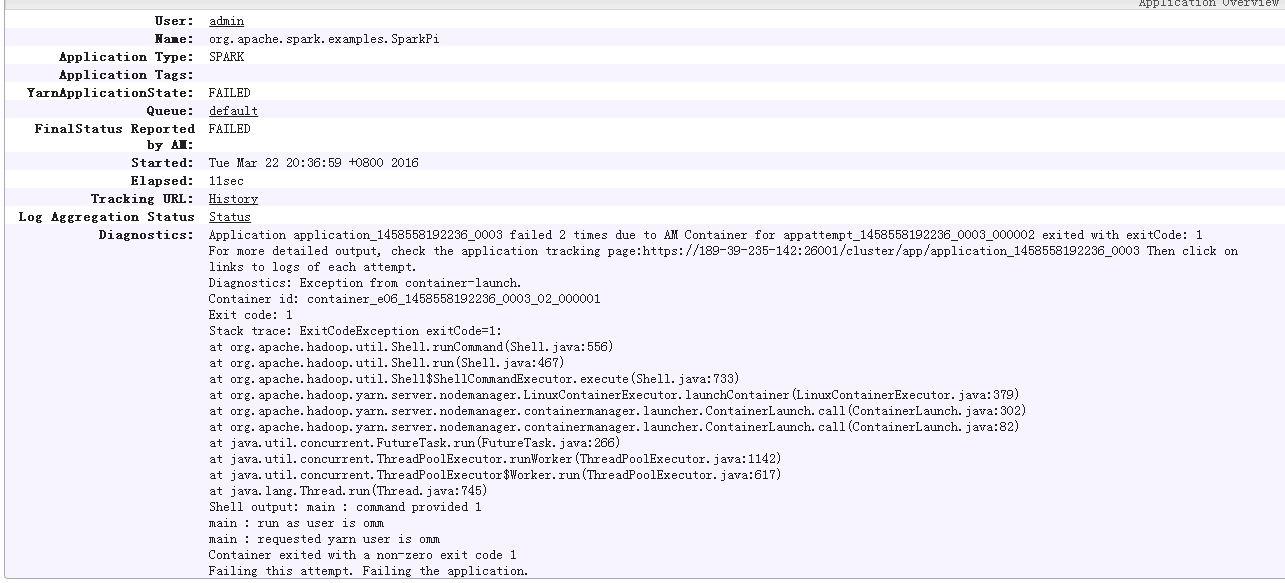 Application Overview
User: admin
Name: org.apache.spark.examples.SparkPi
Application Type: SPARK
Application Tags:
YarnApplicationState: FAILED
Queue: default
FinalStatus Reported by AM: FAILED
Started: Tue Mar 22 20:36:59 +0800 2016
Elapsed: 11sec
Tracking URL: History
Log Aggregation Status Status
Diagnostics: Application application_1458558192236_0003 failed 2 times due to AM Container for appattempt_1458558192236_0003_000002 exited with exitCode: 1
For more detailed output, check the application tracking page:https://189-39-235-142:26001/cluster/app/application_1458558192236_0003 Then click on
links to logs of each attempt.
Diagnostics: Exception from container-launch.
Container id: container_e06_1458558192236_0003_02_000001
Exit code: 1
Stack trace: ExitCodeException exitCode=1:
at org.apache.hadoop.util.Shell.runCommand(Shell.java:556)
at org.apache.hadoop.util.Shell.run(Shell.java:467)
at org.apache.hadoop.util.Shell$ShellCommandExecutor.execute(Shell.java:733)
at org.apache.hadoop.yarn.server.nodemanager.LinuxContainerExecutor.launchContainer(LinuxContainerExecutor.java:379)
at org.apache.hadoop.yarn.server.nodemanager.containermanager.launcher.ContainerLaunch.call(ContainerLaunch.java:302)
at org.apache.hadoop.yarn.server.nodemanager.containermanager.launcher.ContainerLaunch.call(ContainerLaunch.java:82)
at java.util.concurrent.FutureTask.run(FutureTask.java:266)
at java.util.concurrent.ThreadPoolExecutor.runWorker(ThreadPoolExecutor.java:1142)
at java.util.concurrent.ThreadPoolExecutor$Worker.run(ThreadPoolExecutor.java:617)
at java.lang.Thread.run(Thread.java:745)
Shell output: main : command provided 1
main : run as user is omm
main : requested yarn user is omm
Container exited with a non-zero exit code 1
Failing this attempt. Failing the application.